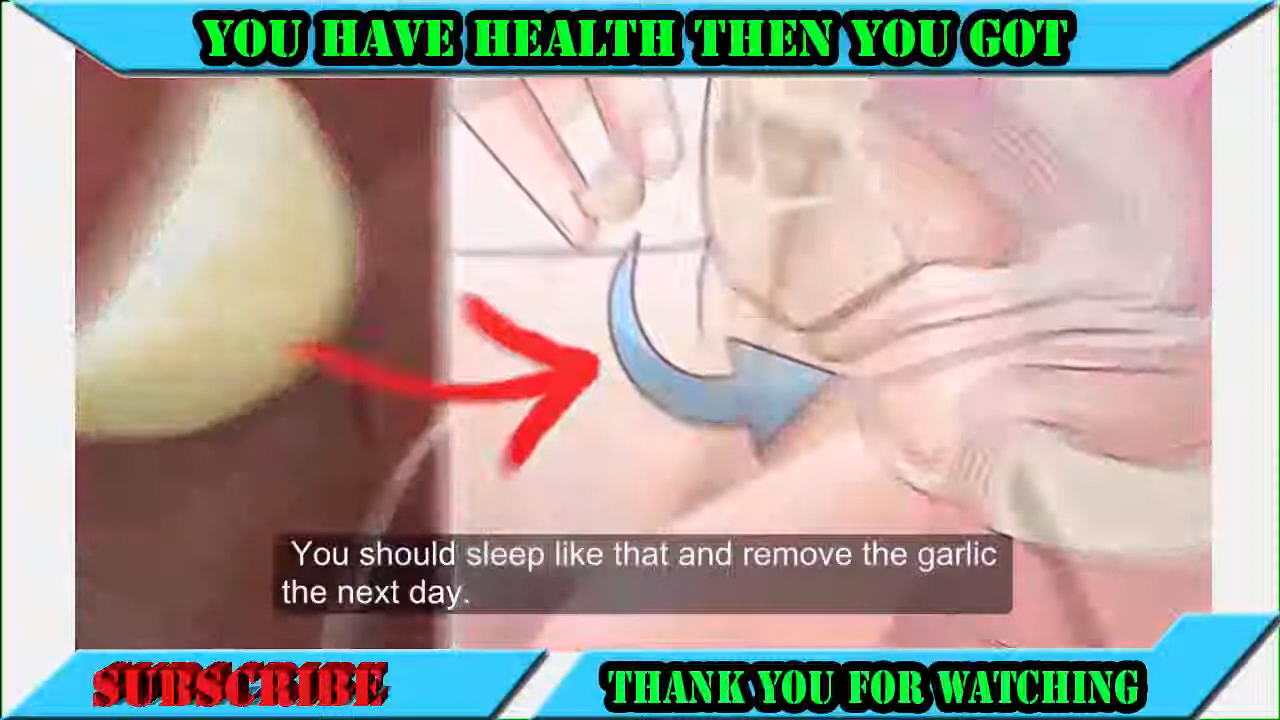 YOU HAVE HEALTH THEN YOU GOT
You should sleep like that and remove the garlic
the next day.
SUBSCRIBE
THANK YOU FOR WATCHING